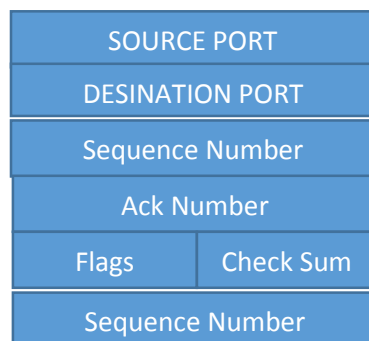 SOURCE PORT
DESINATION PORT
Sequence Number
Ack Number
Flags Check Sum
Sequence Number